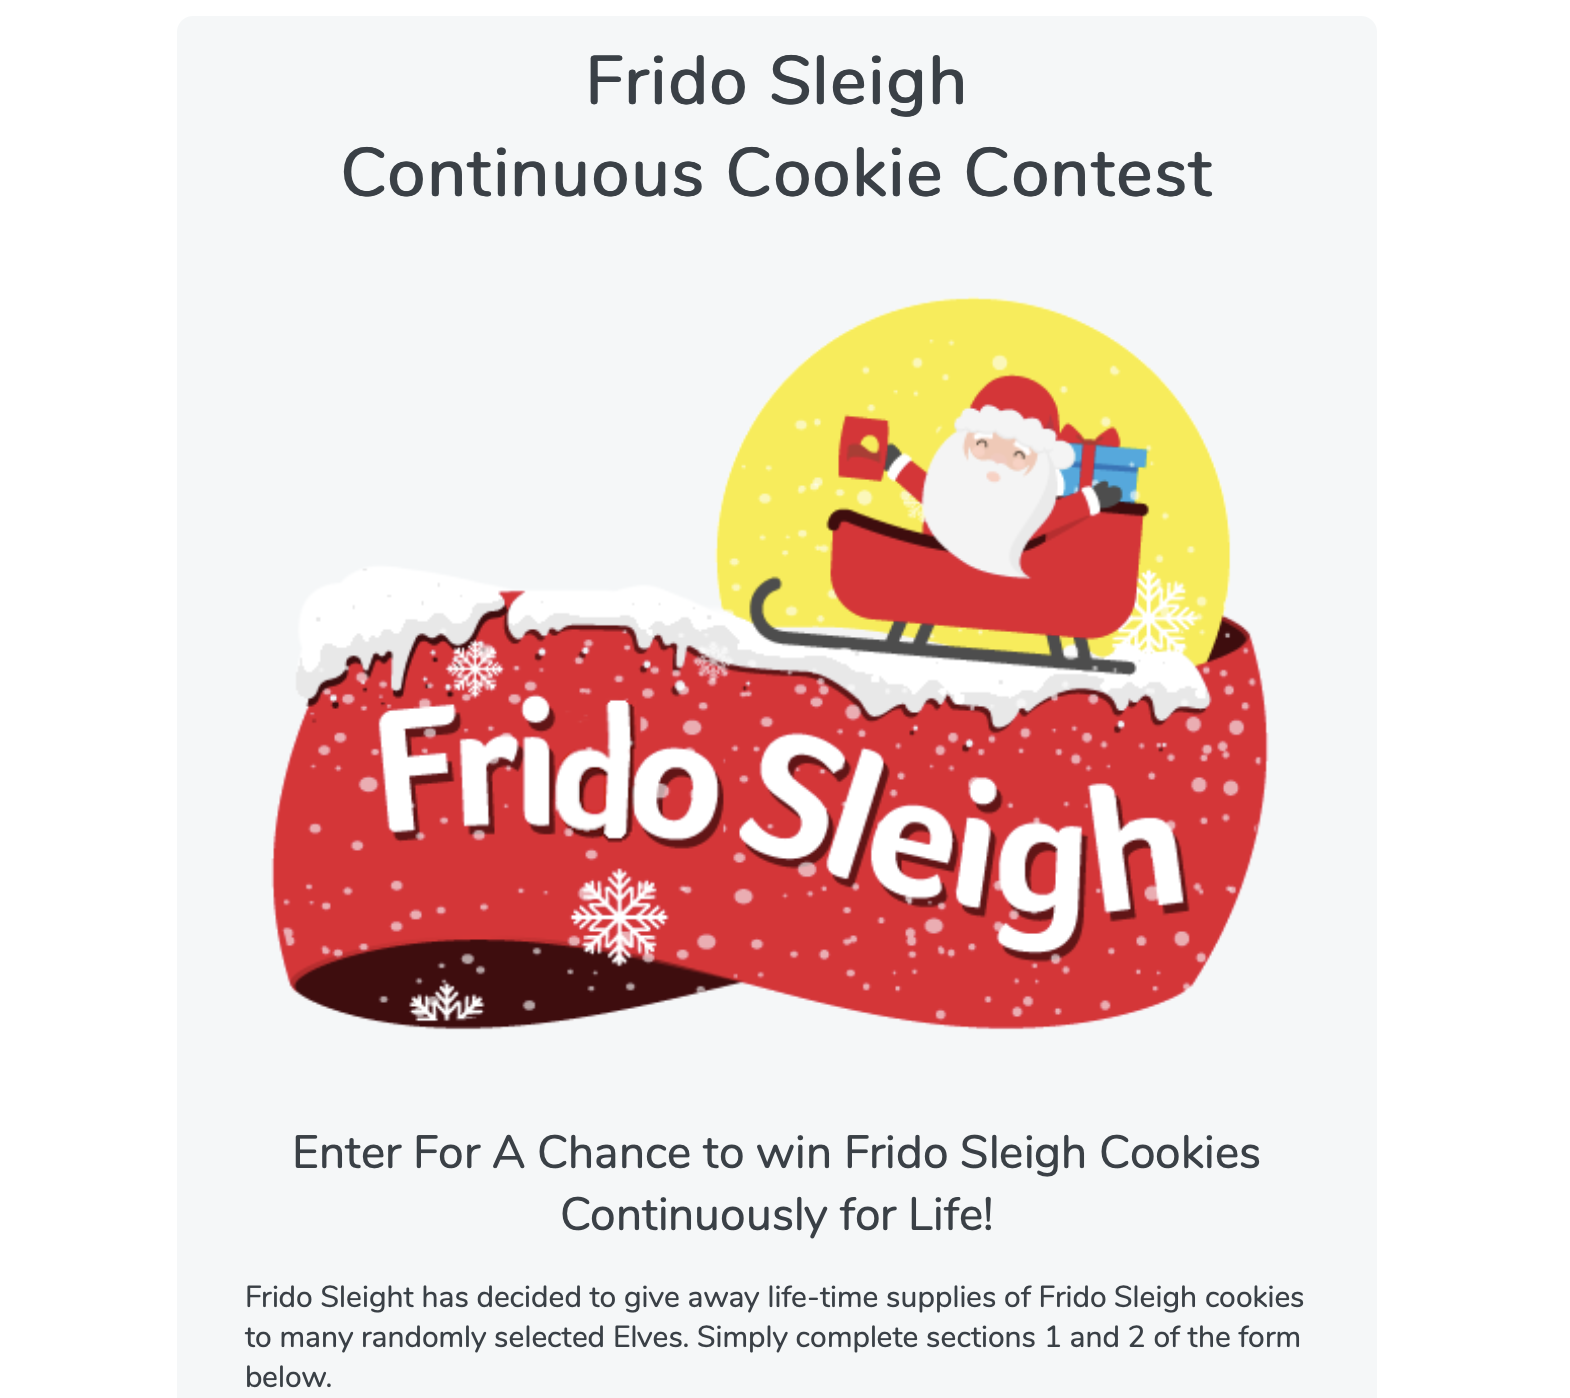 Frido Sleigh
Continuous Cookie Contest
Frido Sleigh
Enter For A Chance to win Frido Sleigh Cookies
Continuously for Life!
Frido Sleight has decided to give away life-time supplies of Frido Sleigh cookies
to many randomly selected Elves. Simply complete sections 1 and 2 of the form
below.